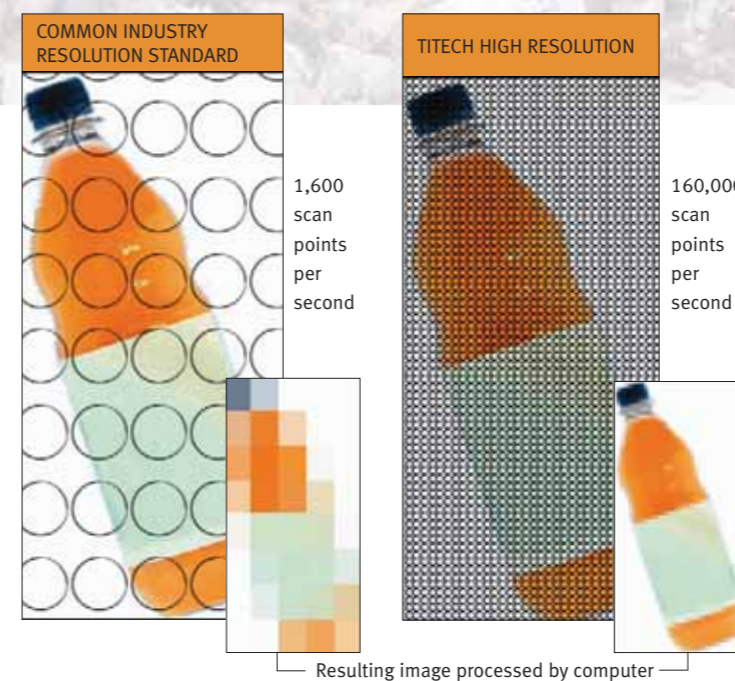 COMMON INDUSTRY
RESOLUTION STANDARD
1,600
scan
points
per
second
TITECH HIGH RESOLUTION
160,000
scan
points
per
second
Resulting image processed by computer